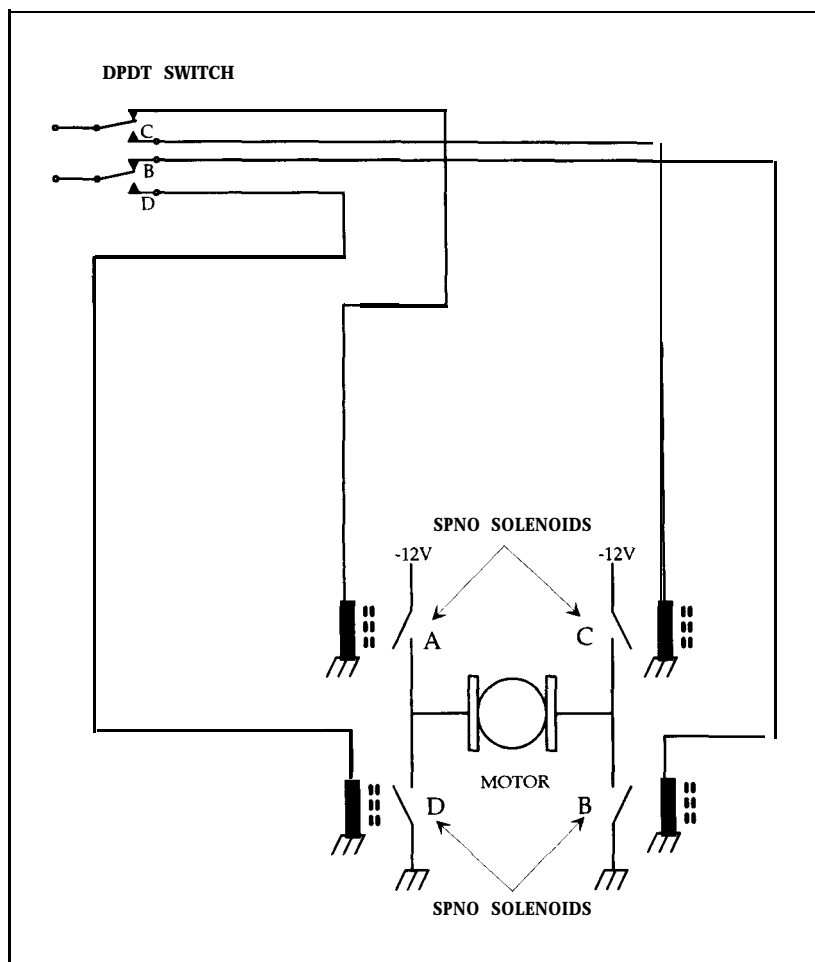 DPDT SWITCH
C
B
D
SPNO SOLENOIDS
-12V
-12V
A
C
MOTOR
D
B
SPNO SOLENOIDS